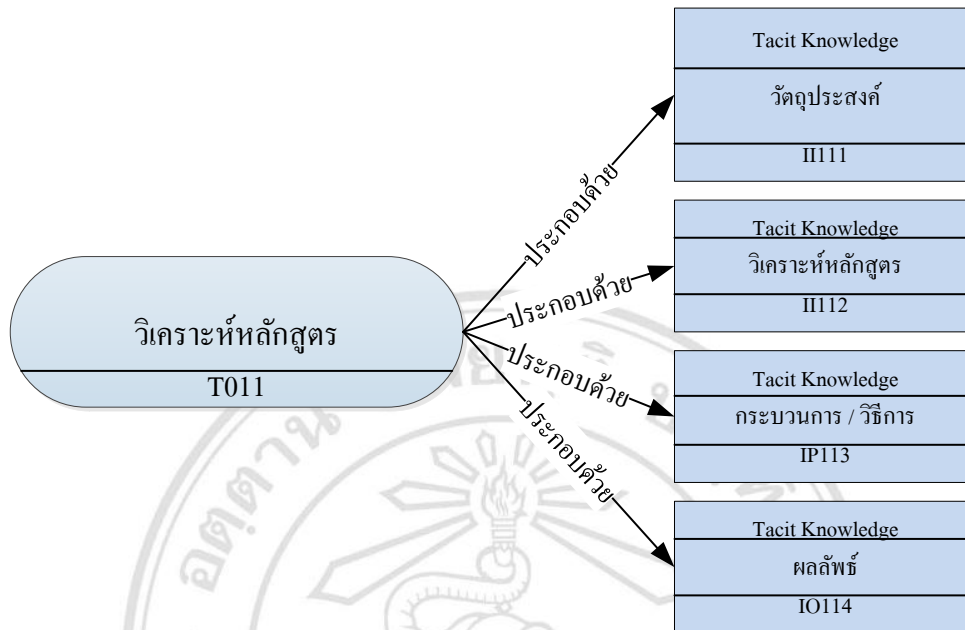 วิเคราะห์หลักสูตร
T011
ประกอบด้วย
ประกอบด้วย
ประกอบด้วย
ประกอบด้วย
Tacit Knowledge
วัตถุประสงค์
II111
Tacit Knowledge
วิเคราะห์หลักสูตร
II112
Tacit Knowledge
กระบวนการ / วิธีการ
IP113
Tacit Knowledge
ผลลัพธ์
IO114